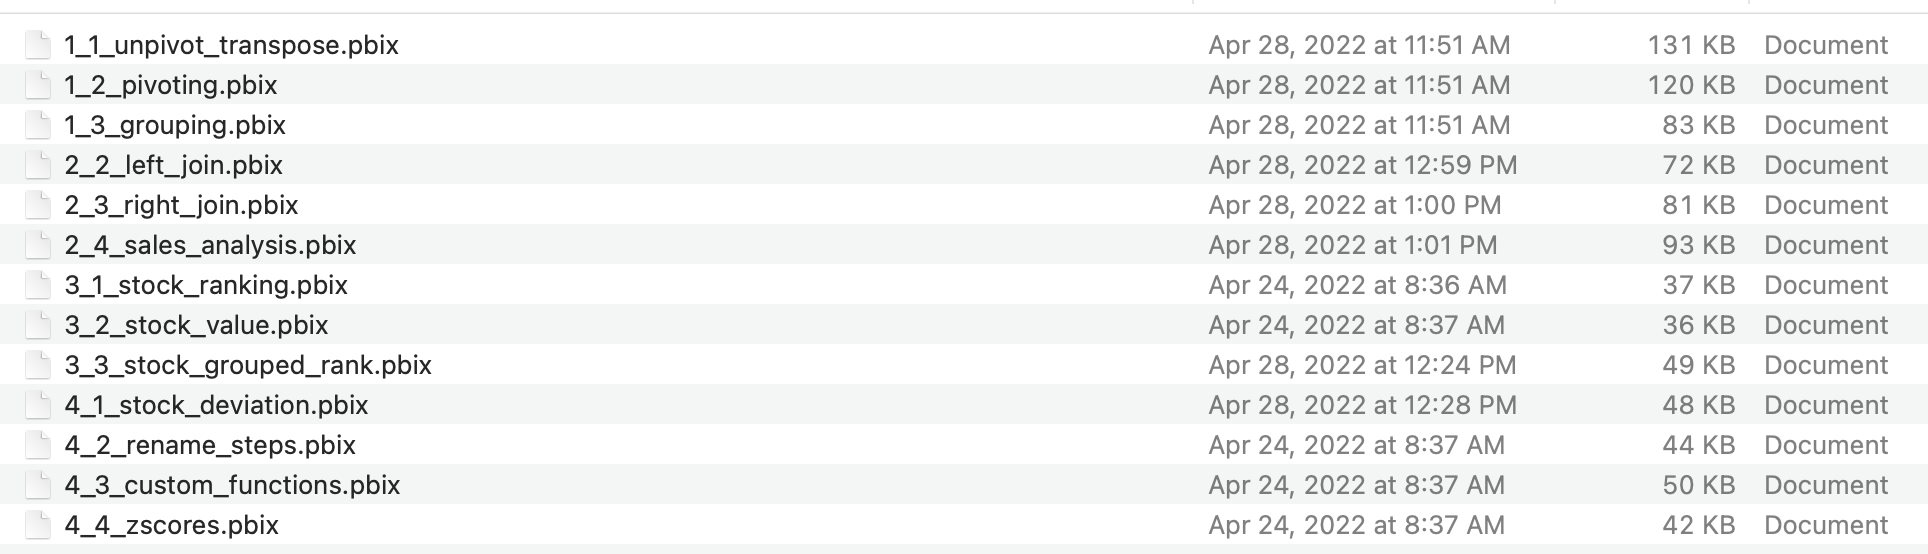 1_1_unpivot_transpose.pbix Apr 28, 2022 at 11:51 AM 131 KB Document
1_2_pivoting.pbix Apr 28, 2022 at 11:51 AM 120 KB Document
1_3_grouping.pbix Apr 28, 2022 at 11:51 AM 83 KB Document
2_2_left_join.pbix Apr 28, 2022 at 12:59 PM 72 KB Document
2_3_right_join.pbix Apr 28, 2022 at 1:00 PM 81 KB Document
2_4_sales_analysis.pbix Apr 28, 2022 at 1:01 PM 93 KB Document
3_1_stock_ranking.pbix Apr 24, 2022 at 8:36 AM 37 KB Document
3_2_stock_value.pbix Apr 24, 2022 at 8:37 AM 36 KB Document
3_3_stock_grouped_rank.pbix Apr 28, 2022 at 12:24 PM 49 KB Document
4_1_stock_deviation.pbix Apr 28, 2022 at 12:28 PM 48 KB Document
4_2_rename_steps.pbix Apr 24, 2022 at 8:37 AM 44 KB Document
4_3_custom_functions.pbix Apr 24, 2022 at 8:37 AM 50 KB Document
4_4_zscores.pbix Apr 24, 2022 at 8:37 AM 42 KB Document